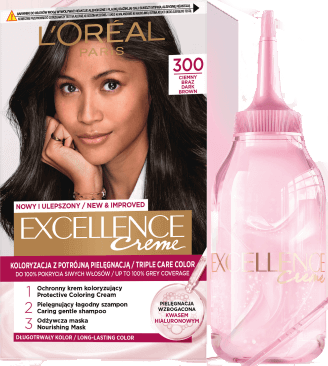 L'ORÉAL
PARIS
300
CIEMNY
BRĄZ
DARK
BROWN
NOWY I ULEPSZONY / NEW & IMPROVED
EXCELLENCE
Creme
KOLORYZACJA Z POTRÓJNĄ PIELĘGNACJĄ / TRIPLE CARE COLOR
DO 100% POKRYCIA SIWYCH WŁOSÓW / UP TO 100% GREY COVERAGE
1 Ochronny krem koloryzujący
Protective Coloring Cream
2 Pielęgnujący łagodny szampon
Caring gentle shampoo
3 Odżywcza maska
Nourishing Mask
PIELĘGNACJA
WZBOGACONA
KWASEM
HIALURONOWYM
DŁUGOTRWAŁY KOLOR / LONG-LASTING COLOR
EXCELLENCE
Creme